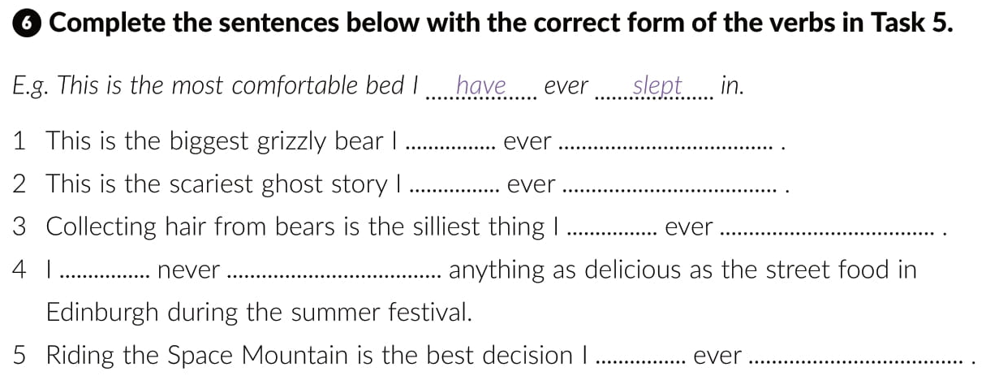 6 Complete the sentences below with the correct form of the verbs in Task 5.
E.g. This is the most comfortable bed I ....have.... ever ....slept.... in.
1 This is the biggest grizzly bear I ................ ever ..................................... .
2 This is the scariest ghost story I ................ ever ..................................... .
3 Collecting hair from bears is the silliest thing I ................ ever ..................................... .
4 I ................ never ..................................... anything as delicious as the street food in
Edinburgh during the summer festival.
5 Riding the Space Mountain is the best decision I ................ ever ..................................... .